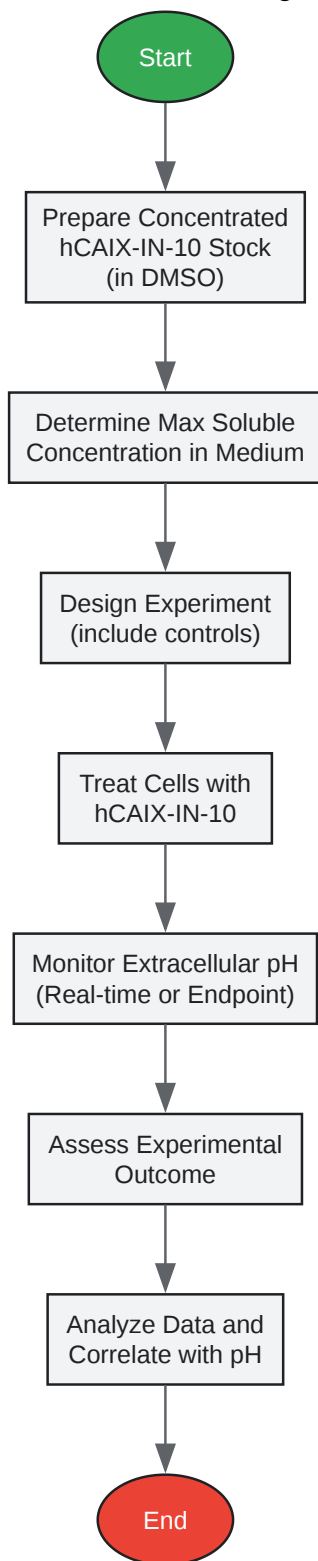 Start
Prepare Concentrated
hCAIX-IN-10 Stock
(in DMSO)
Determine Max Soluble
Concentration in Medium
Design Experiment
(include controls)
Treat Cells with
hCAIX-IN-10
Monitor Extracellular pH
(Real-time or Endpoint)
Assess Experimental
Outcome
Analyze Data and
Correlate with pH
End